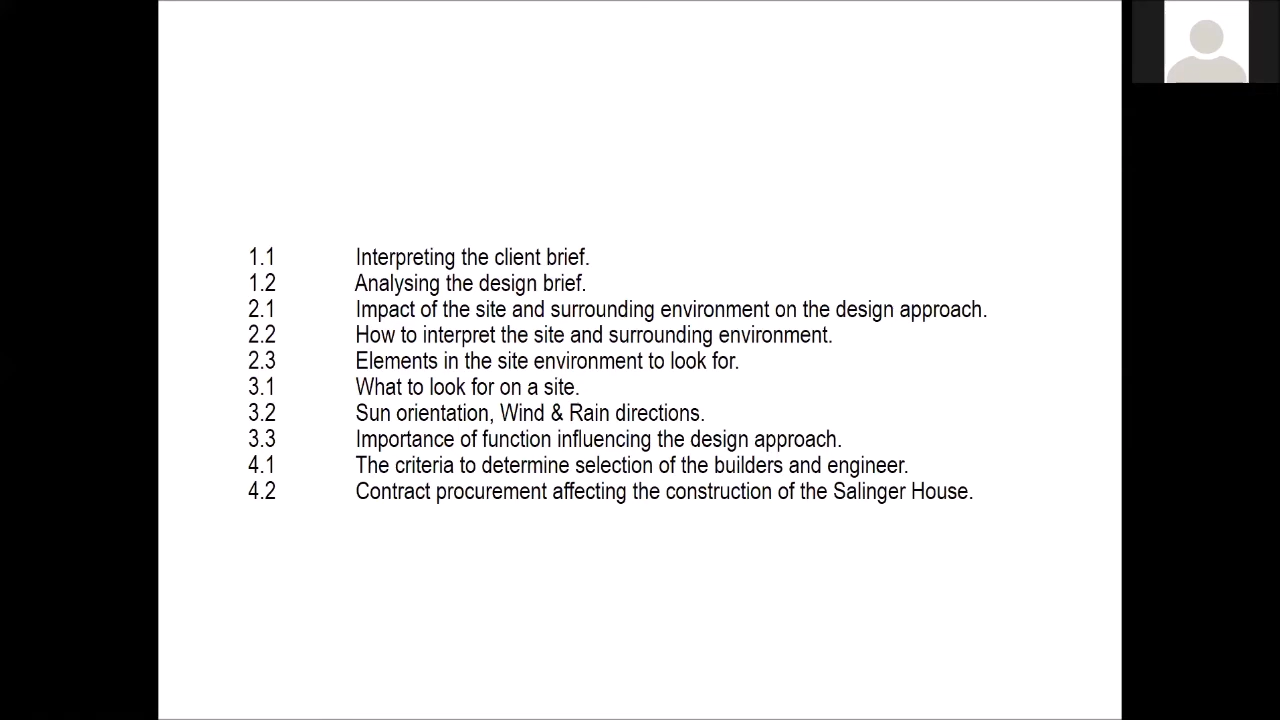 1.1 Interpreting the client brief.
1.2 Analysing the design brief.
2.1 Impact of the site and surrounding environment on the design approach.
2.2 How to interpret the site and surrounding environment.
2.3 Elements in the site environment to look for.
3.1 What to look for on a site.
3.2 Sun orientation, Wind & Rain directions.
3.3 Importance of function influencing the design approach.
4.1 The criteria to determine selection of the builders and engineer.
4.2 Contract procurement affecting the construction of the Salinger House.